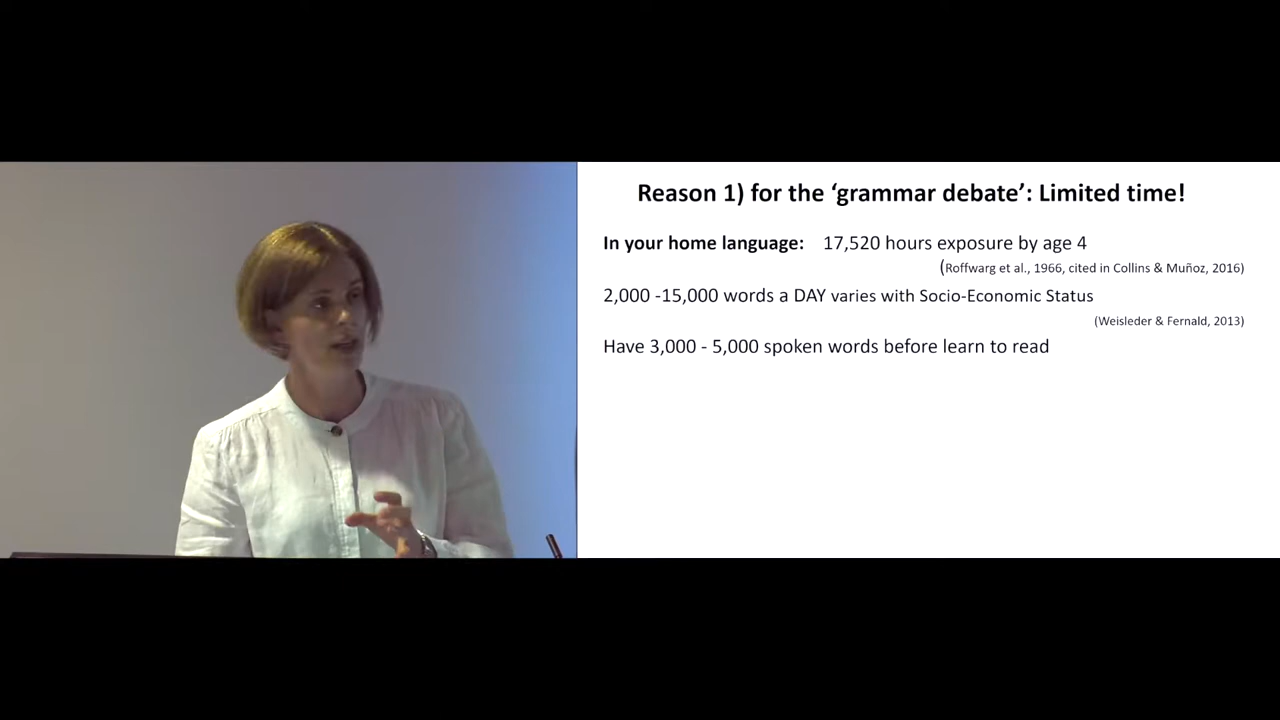 Reason 1) for the ‘grammar debate’: Limited time!
In your home language: 17,520 hours exposure by age 4
(Roffwarg et al., 1966, cited in Collins & Muñoz, 2016)
2,000 -15,000 words a DAY varies with Socio-Economic Status
(Weisleder & Fernald, 2013)
Have 3,000 - 5,000 spoken words before learn to read